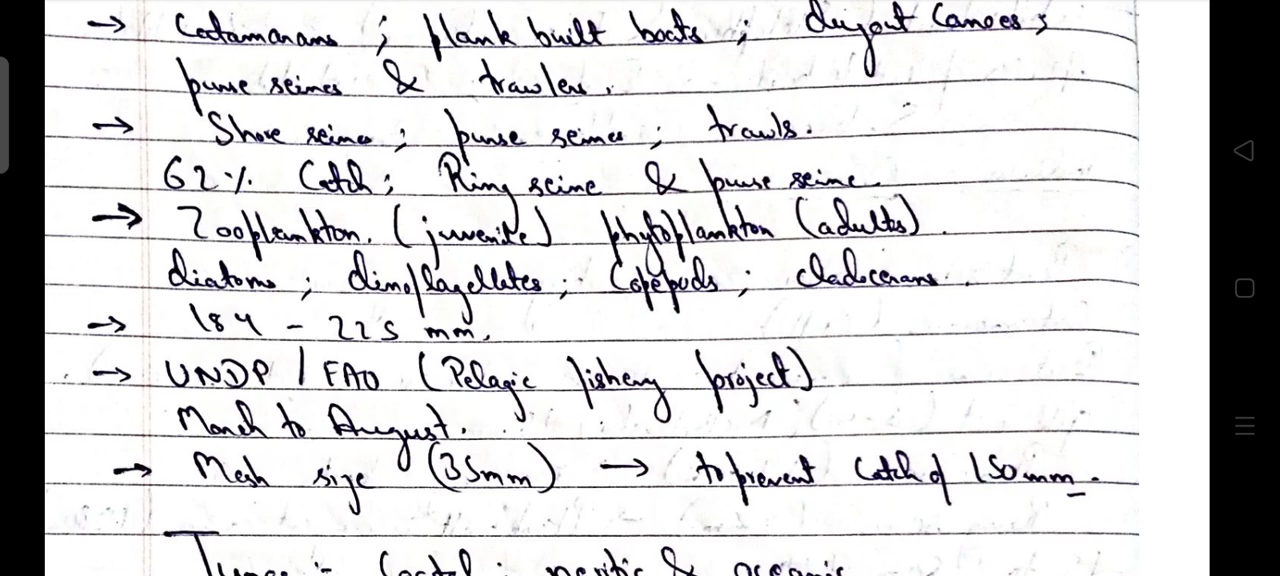 → Catamarans ; plank built boats ; dugout Canoes ;
purse seines & trawlers.
→ Shore seines ; purse seines ; trawls.
62% Catch ; Ring seine & purse seine.
→ Zooplankton. (juvenile) phytoplankton (adults).
diatoms ; dinoflagellates ; Copepods ; cladocerans.
→ 184 - 225 mm.
→ UNDP / FAO (Pelagic fishery project)
March to August.
→ Mesh size (35mm) → to prevent Catch of 150 mm.
neritic & oceanic